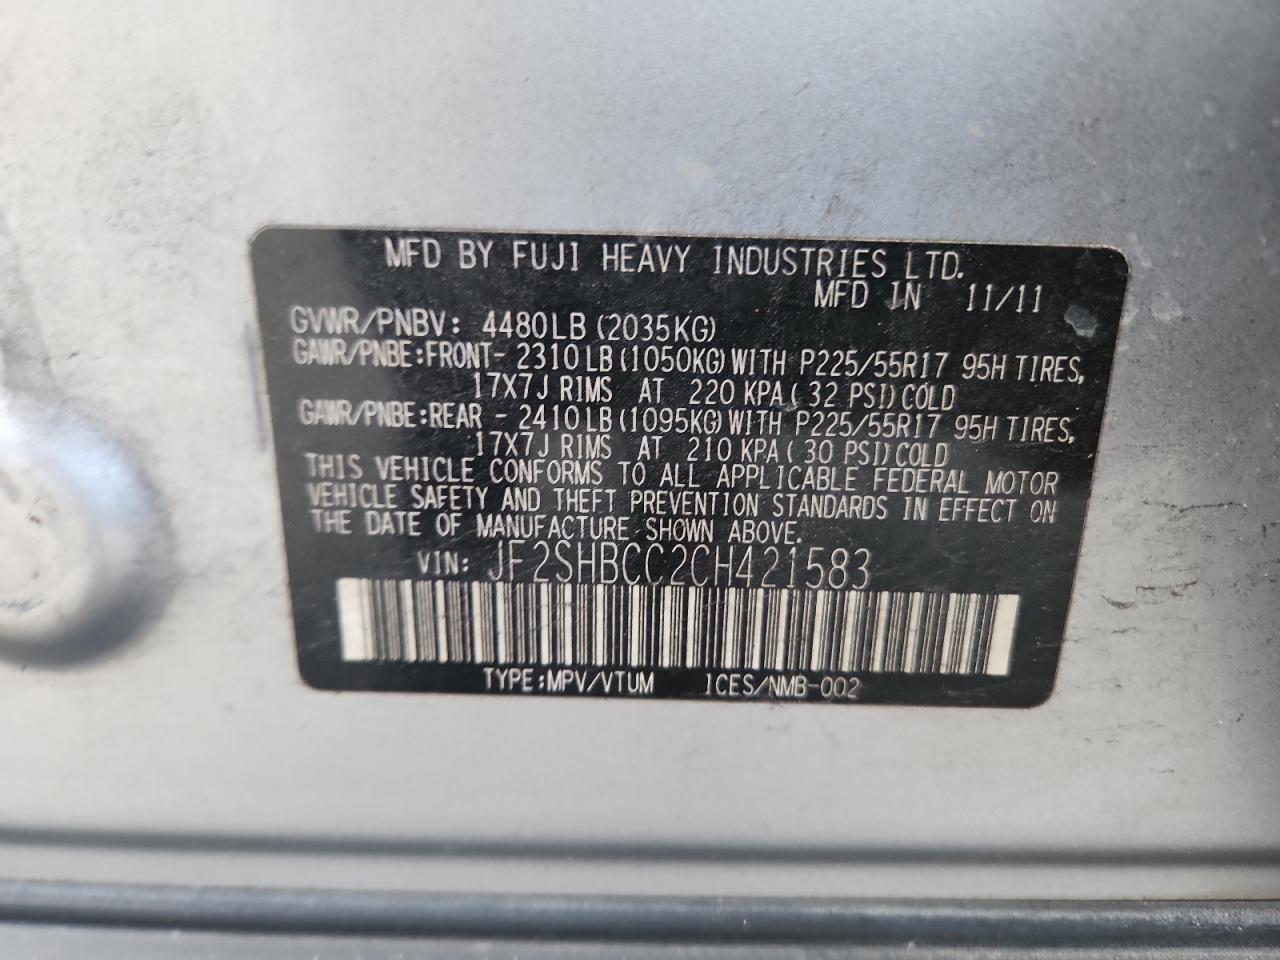 MFD BY FUJI HEAVY INDUSTRIES LTD.
MFD IN 11/11
GVWR/PNBV: 4480LB (2035KG)
GAWR/PNBE:FRONT- 2310LB (1050KG) WITH P225/55R17 95H TIRES,
17X7J RIMS AT 220 KPA ( 32 PSI) COLD
GAWR/PNBE:REAR - 2410LB (1095KG) WITH P225/55R17 95H TIRES,
17X7J RIMS AT 210 KPA ( 30 PSI) COLD
THIS VEHICLE CONFORMS TO ALL APPLICABLE FEDERAL MOTOR
VEHICLE SAFETY AND THEFT PREVENTION STANDARDS IN EFFECT ON
THE DATE OF MANUFACTURE SHOWN ABOVE.
VIN: JF2SHBCC2CH421583
TYPE:MPV/VTUM ICES/NMB-002